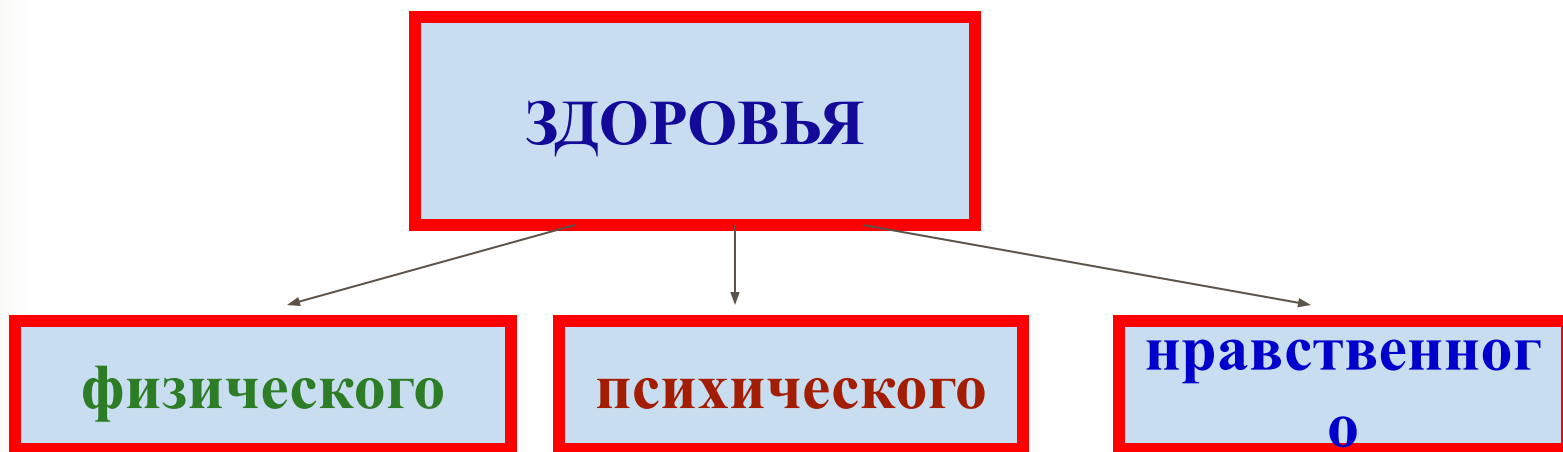 ЗДОРОВЬЯ
физического
психического
нравственног
о